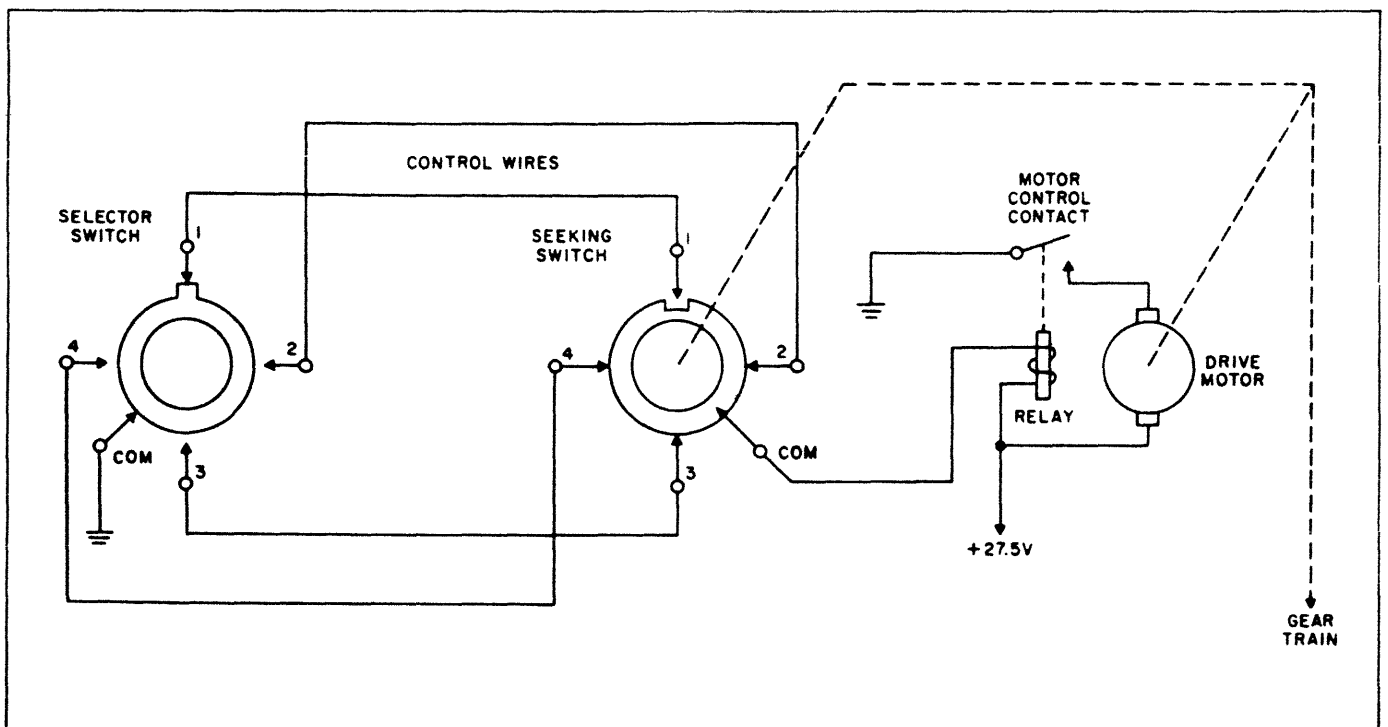 CONTROL WIRES
SELECTOR
SWITCH
1
2
3
4
COM
SEEKING
SWITCH
1
2
3
4
COM
MOTOR
CONTROL
CONTACT
RELAY
DRIVE
MOTOR
+27.5V
GEAR
TRAIN